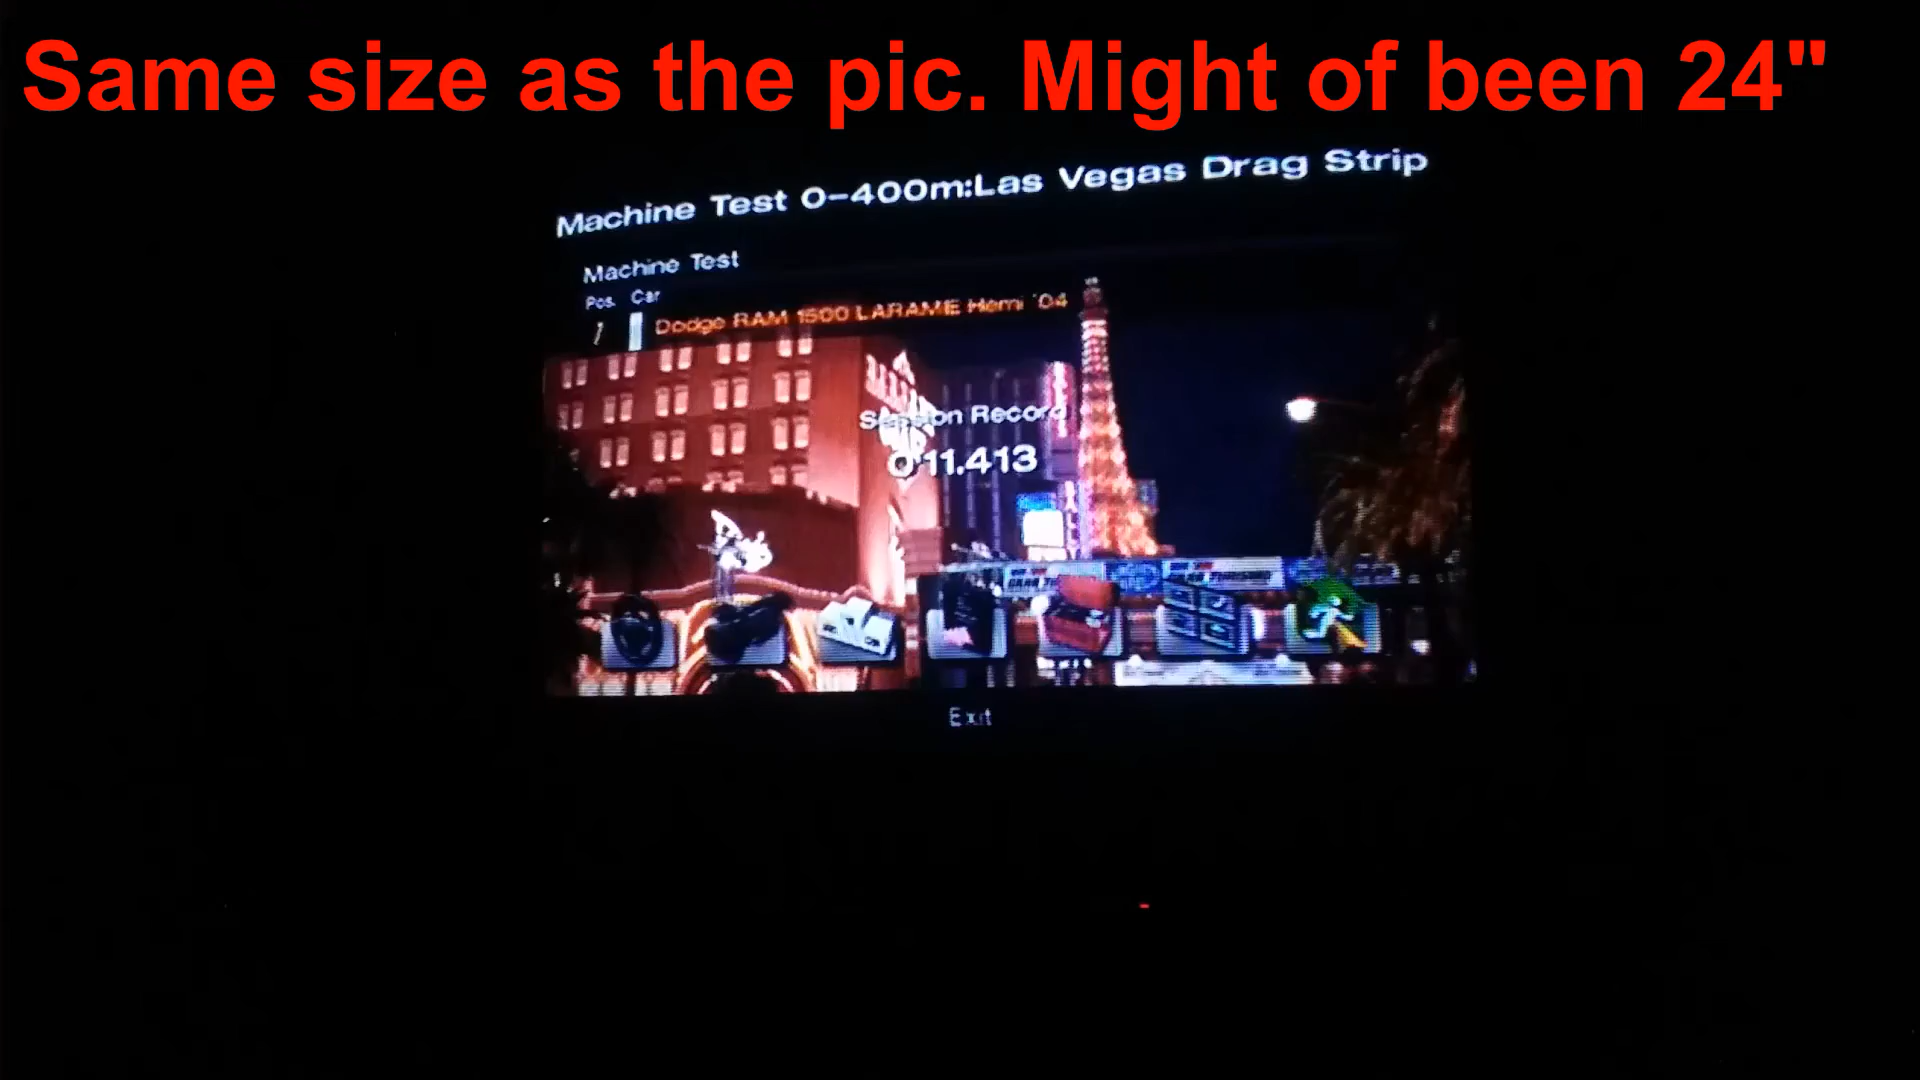 Same size as the pic. Might of been 24"
Machine Test 0-400m:Las Vegas Drag Strip
Machine Test
Pos. Car
1 Dodge RAM 1500 LARAMIE Hemi '04
Session Record
0'11.413
Exit